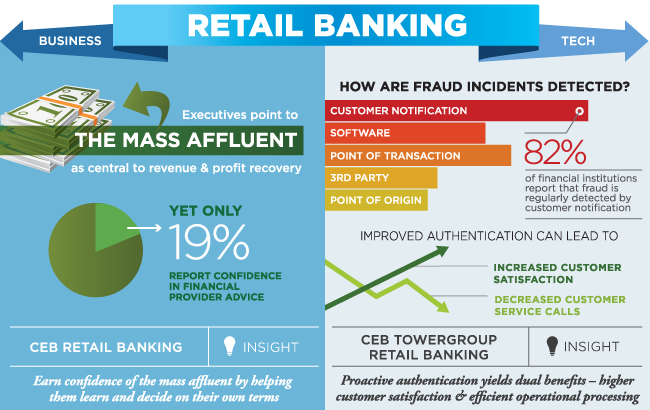 RETAIL BANKING
BUSINESS
TECH
Executives point to
THE MASS AFFLUENT
as central to revenue & profit recovery
YET ONLY
19%
REPORT CONFIDENCE
IN FINANCIAL
PROVIDER ADVICE
CEB RETAIL BANKING
INSIGHT
Earn confidence of the mass affluent by helping
them learn and decide on their own terms
HOW ARE FRAUD INCIDENTS DETECTED?
CUSTOMER NOTIFICATION
SOFTWARE
POINT OF TRANSACTION
3RD PARTY
POINT OF ORIGIN
82%
of financial institutions
report that fraud is
regularly detected by
customer notification
IMPROVED AUTHENTICATION CAN LEAD TO
INCREASED CUSTOMER
SATISFACTION
DECREASED CUSTOMER
SERVICE CALLS
CEB TOWERGROUP
RETAIL BANKING
INSIGHT
Proactive authentication yields dual benefits – higher
customer satisfaction & efficient operational processing